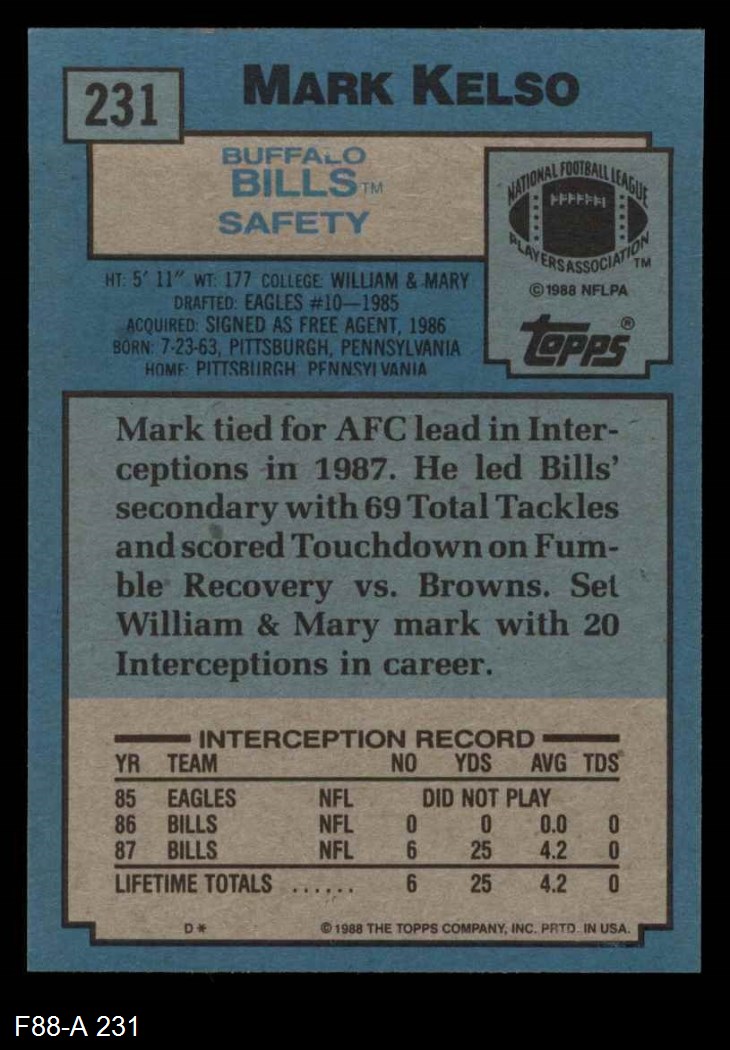 231
MARK KELSO
BUFFALO
BILLS™
SAFETY
NATIONAL FOOTBALL LEAGUE
PLAYERS ASSOCIATION™
©1988 NFLPA
Topps®
HT: 5' 11" WT: 177 COLLEGE: WILLIAM & MARY
DRAFTED: EAGLES #10—1985
ACQUIRED: SIGNED AS FREE AGENT, 1986
BORN: 7-23-63, PITTSBURGH, PENNSYLVANIA
HOME: PITTSBURGH, PENNSYLVANIA
Mark tied for AFC lead in Inter-
ceptions in 1987. He led Bills'
secondary with 69 Total Tackles
and scored Touchdown on Fum-
ble Recovery vs. Browns. Set
William & Mary mark with 20
Interceptions in career.
INTERCEPTION RECORD
YR TEAM NO YDS AVG TDS
85 EAGLES NFL DID NOT PLAY
86 BILLS NFL 0 0 0.0 0
87 BILLS NFL 6 25 4.2 0
LIFETIME TOTALS ...... 6 25 4.2 0
D* ©1988 THE TOPPS COMPANY, INC. PRTD. IN USA.
F88-A 231